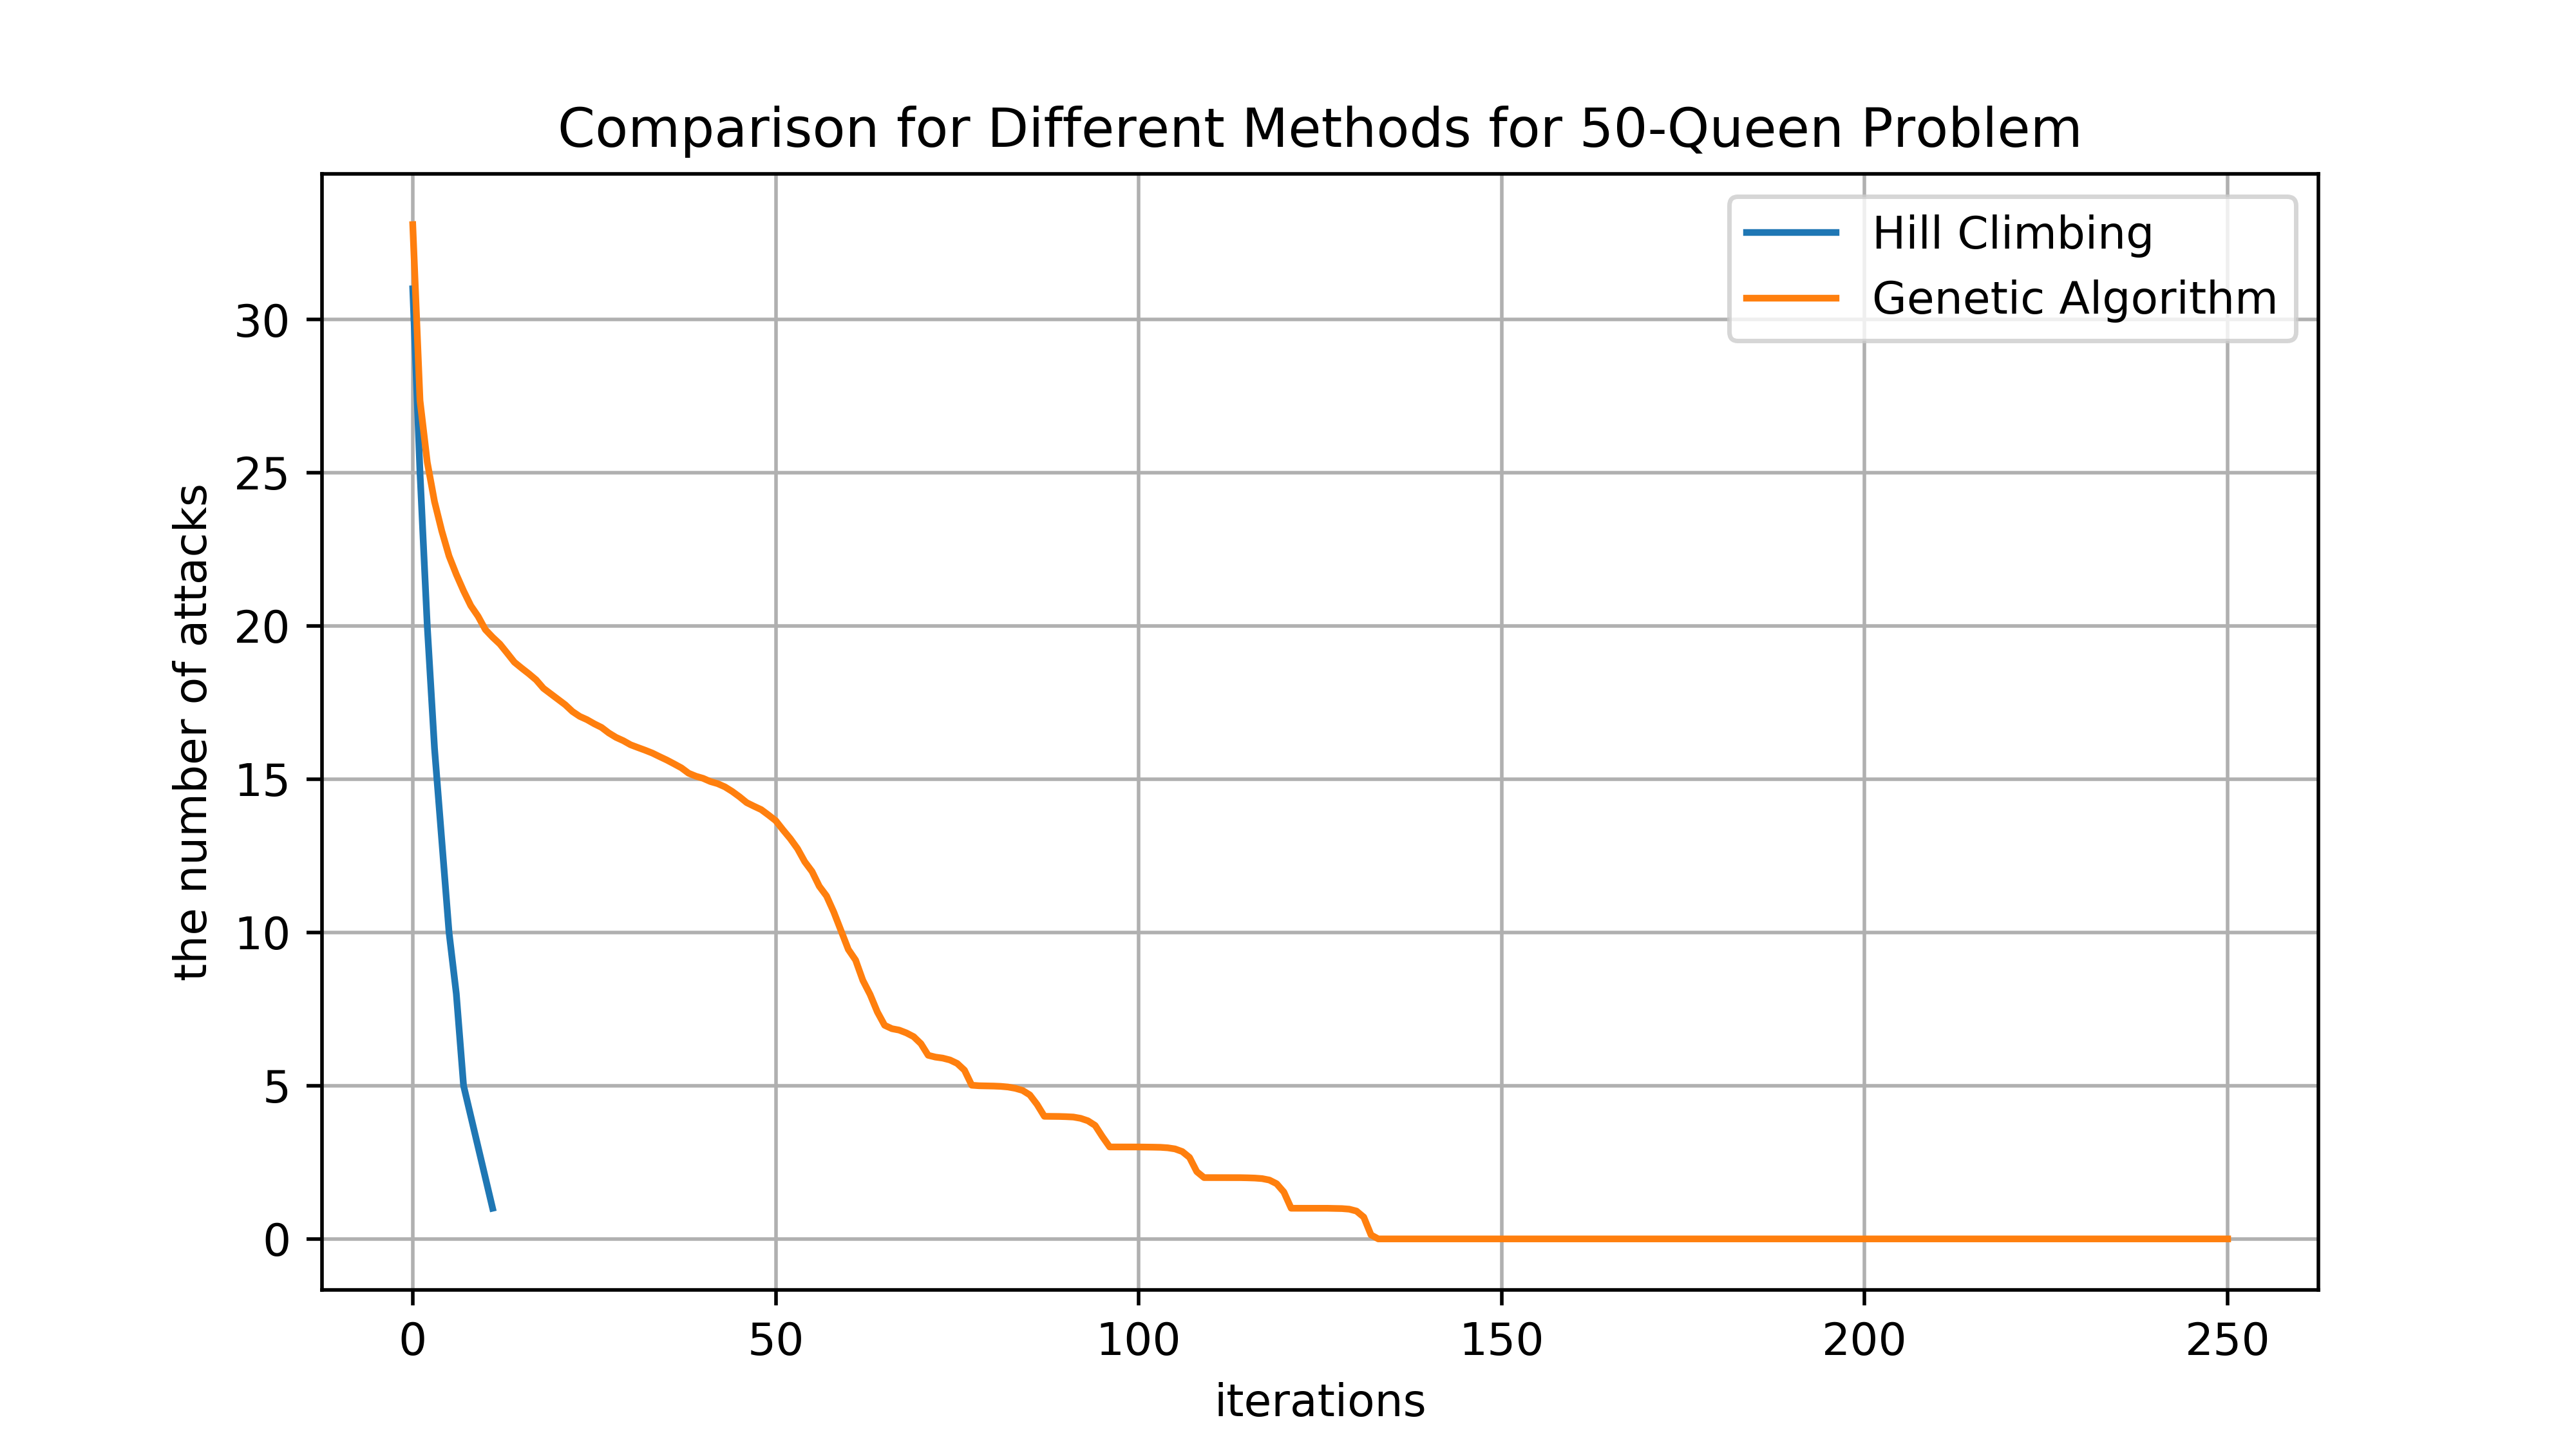 Comparison for Different Methods for 50-Queen Problem
Hill Climbing
Genetic Algorithm
the number of attacks
30
25
20
15
10
5
0
0 50 100 150 200 250
iterations